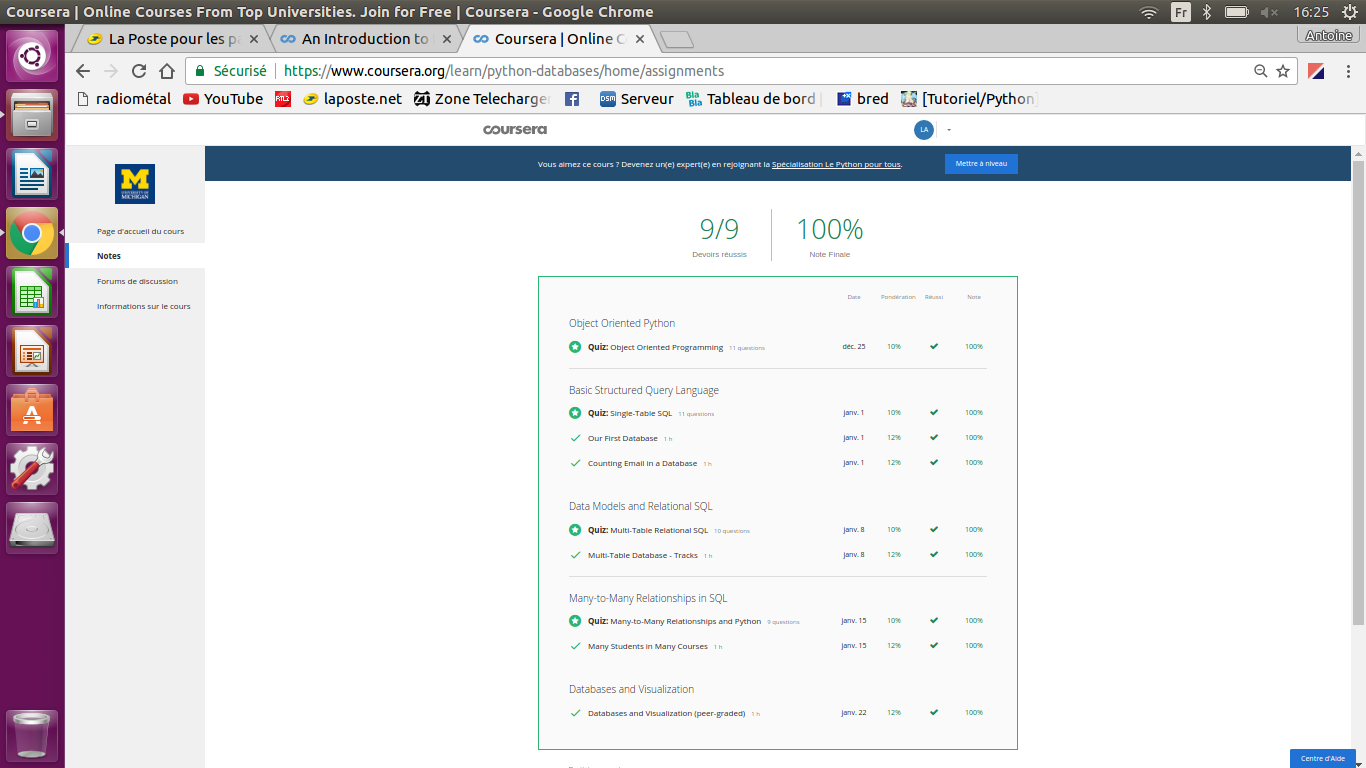 Coursera | Online Courses From Top Universities. Join for Free | Coursera - Google Chrome
Fr
16:25
Antoine
La Poste pour les pa
An Introduction to
Coursera | Online C
Sécurisé
https://www.coursera.org/learn/python-databases/home/assignments
radiométal
YouTube
RTL2
laposte.net
ZT
Zone Telecharger
DSM
Serveur
Bla
Bla
Tableau de bord
bred
[Tutoriel/Python]
coursera
LA
M
UNIVERSITY OF
MICHIGAN
Vous aimez ce cours ? Devenez un(e) expert(e) en rejoignant la Spécialisation Le Python pour tous.
Mettre à niveau
Page d'accueil du cours
Notes
Forums de discussion
Informations sur le cours
9/9
Devoirs réussis
100%
Note Finale
Date Pondération Réussi Note
Object Oriented Python
Quiz: Object Oriented Programming 11 questions déc. 25 10% 100%
Basic Structured Query Language
Quiz: Single-Table SQL 11 questions janv. 1 10% 100%
Our First Database 1 h janv. 1 12% 100%
Counting Email in a Database 1 h janv. 1 12% 100%
Data Models and Relational SQL
Quiz: Multi-Table Relational SQL 10 questions janv. 8 10% 100%
Multi-Table Database - Tracks 1 h janv. 8 12% 100%
Many-to-Many Relationships in SQL
Quiz: Many-to-Many Relationships and Python 9 questions janv. 15 10% 100%
Many Students in Many Courses 1 h janv. 15 12% 100%
Databases and Visualization
Databases and Visualization (peer-graded) 1 h janv. 22 12% 100%
Centre d'Aide